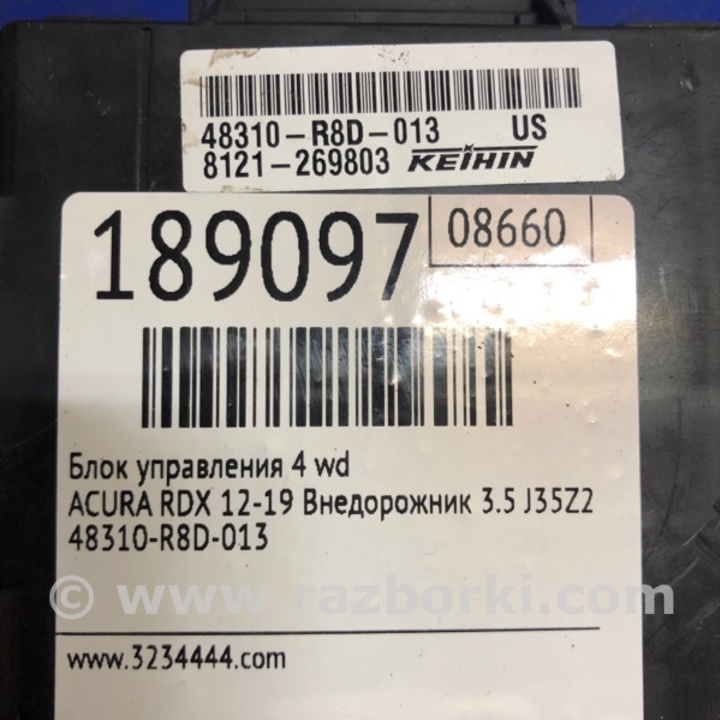 48310-R8D-013 US
8121-269803 KEIHIN
189097 08660
Блок управления 4 wd
ACURA RDX 12-19 Внедорожник 3.5 J35Z2
48310-R8D-013
© www.razborki.com
www.3234444.com